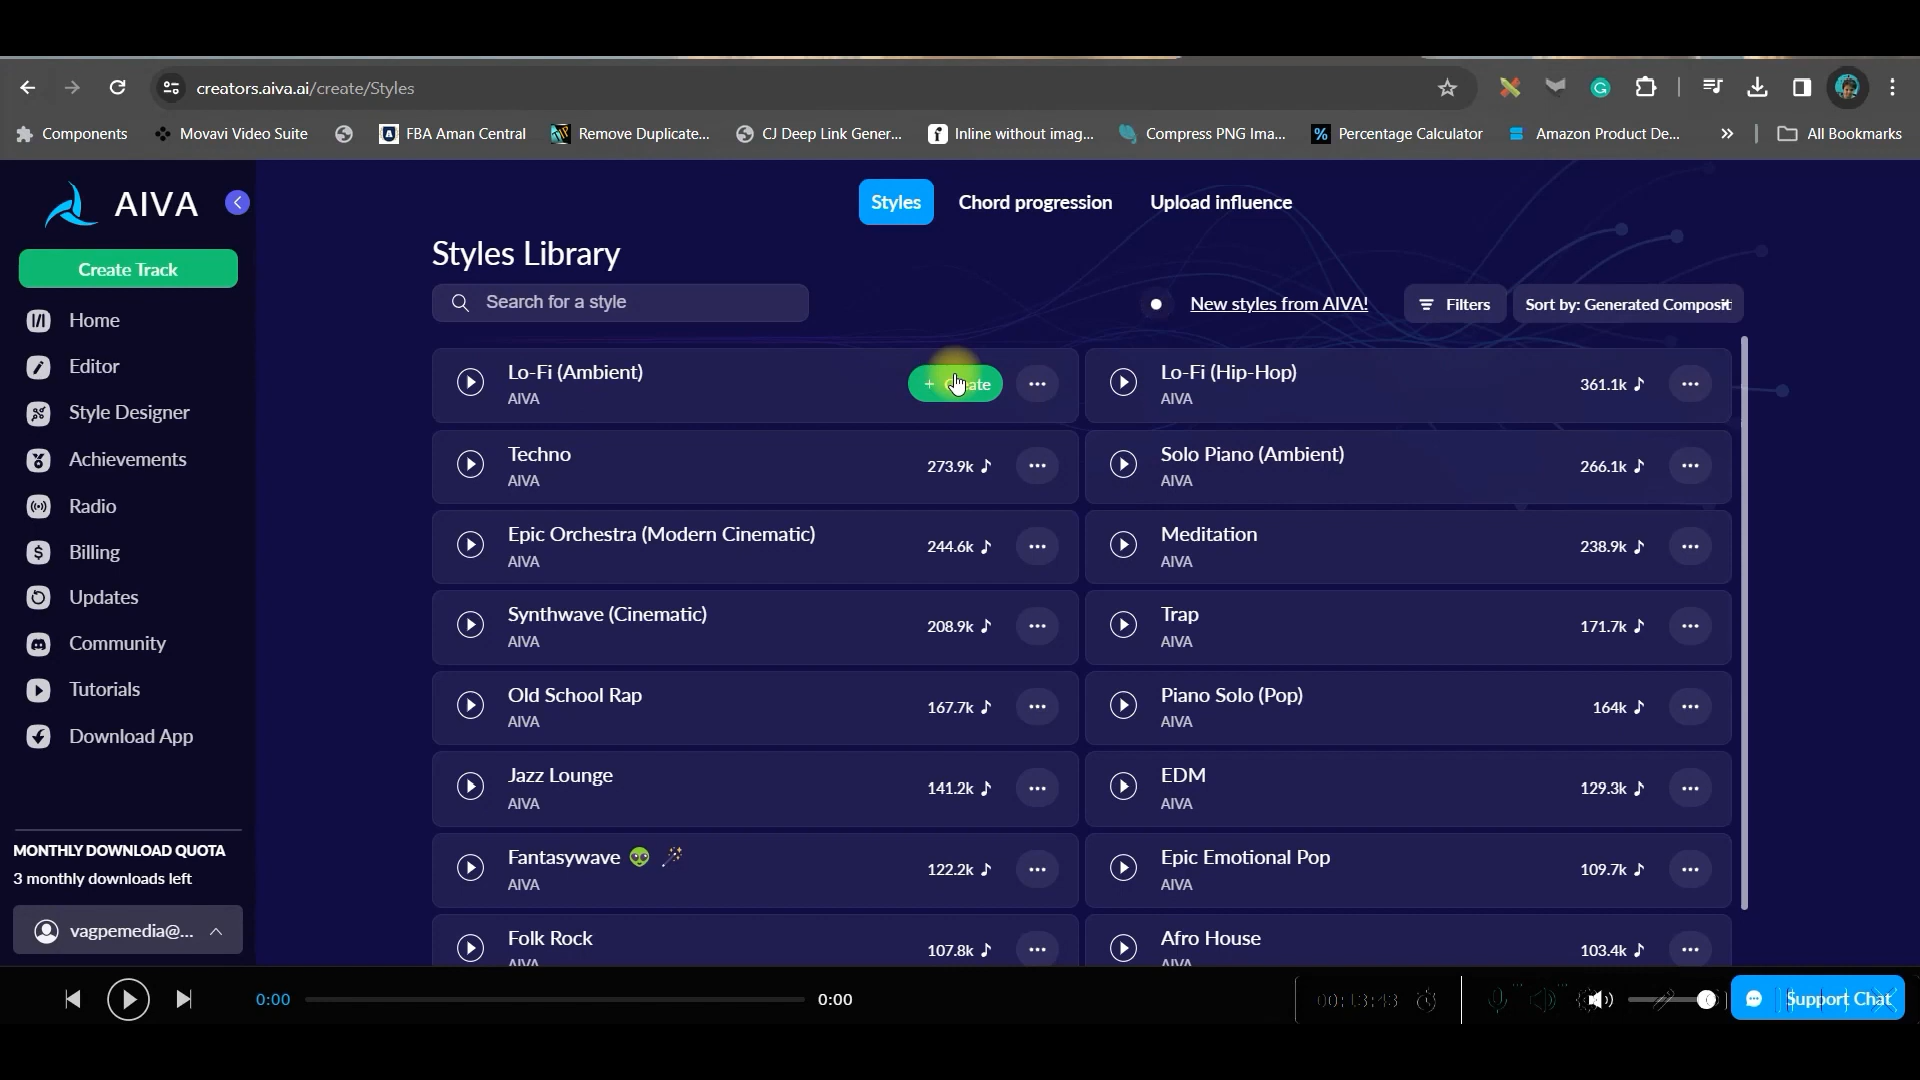 creators.aiva.ai/create/Styles
Components
Movavi Video Suite
FBA Aman Central
Remove Duplicate...
CJ Deep Link Gener...
Inline without imag...
Compress PNG Ima...
Percentage Calculator
Amazon Product De...
All Bookmarks
AIVA
Create Track
Home
Editor
Style Designer
Achievements
Radio
Billing
Updates
Community
Tutorials
Download App
MONTHLY DOWNLOAD QUOTA
3 monthly downloads left
vagpemedia@...
Styles
Chord progression
Upload influence
Styles Library
Search for a style
New styles from AIVA!
Filters
Sort by: Generated Composit
Lo-Fi (Ambient)
AIVA
Lo-Fi (Hip-Hop)
AIVA
361.1k
Techno
AIVA
273.9k
Solo Piano (Ambient)
AIVA
266.1k
Epic Orchestra (Modern Cinematic)
AIVA
244.6k
Meditation
AIVA
238.9k
Synthwave (Cinematic)
AIVA
208.9k
Trap
AIVA
171.7k
Old School Rap
AIVA
167.7k
Piano Solo (Pop)
AIVA
164k
Jazz Lounge
AIVA
141.2k
EDM
AIVA
129.3k
Fantasywave 👽 🪄
AIVA
122.2k
Epic Emotional Pop
AIVA
109.7k
Folk Rock
AIVA
107.8k
Afro House
AIVA
103.4k
0:00
0:00
Support Chat